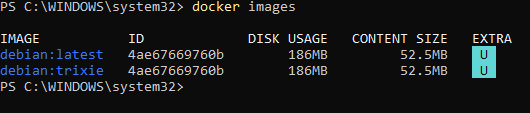 PS C:\WINDOWS\system32> docker images
IMAGE ID DISK USAGE CONTENT SIZE EXTRA
debian:latest 4ae67669760b 186MB 52.5MB U
debian:trixie 4ae67669760b 186MB 52.5MB U
PS C:\WINDOWS\system32>